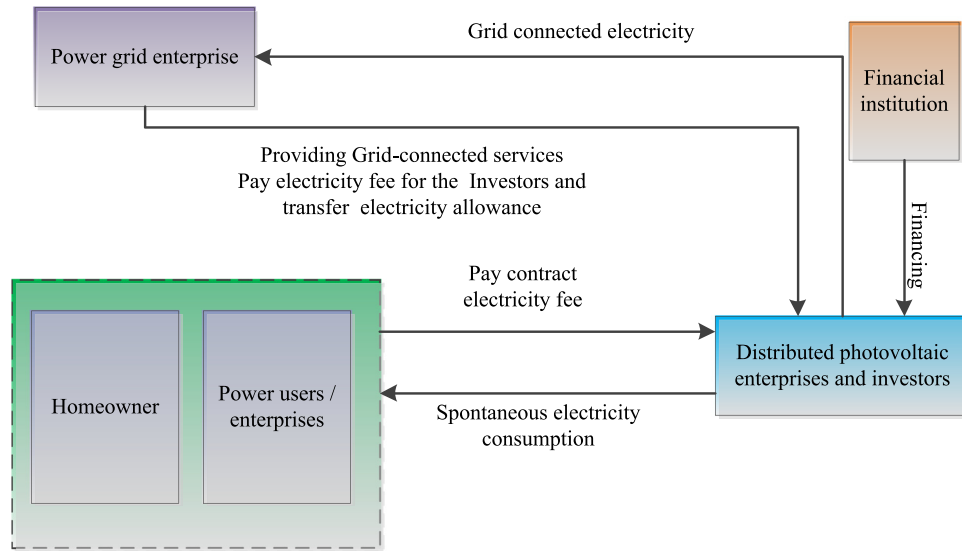 Grid connected electricity
Power grid enterprise
Financial
institution
Providing Grid-connected services
Pay electricity fee for the Investors and
transfer electricity allowance
Financing
Pay contract
electricity fee
Distributed photovoltaic
enterprises and investors
Homeowner
Power users /
enterprises
Spontaneous electricity
consumption